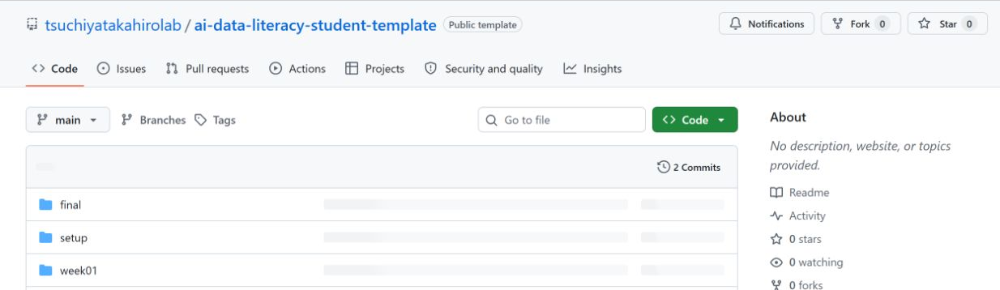 tsuchiyatakahirolab / ai-data-literacy-student-template Public template Notifications Fork 0 Star 0
Code Issues Pull requests Actions Projects Security and quality Insights
main Branches Tags Go to file Code
About
No description, website, or topics
provided.
2 Commits
final
setup
week01
Readme
Activity
0 stars
0 watching
0 forks